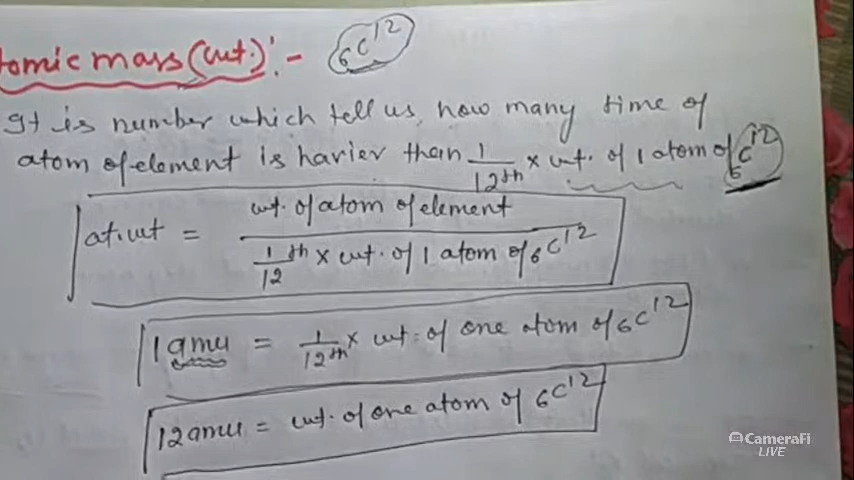 tomic mass (wt.) :- ₆C¹²
It is number which tell us, how many time of
atom of element is havier than 1/12th × wt. of 1 atom of ₆C¹²
at.wt = wt. of atom of element / 1/12 th × wt. of 1 atom of ₆C¹²
1 amu = 1/12th × wt. of one atom of ₆C¹²
12 amu = wt. of one atom of ₆C¹²
CameraFi
LIVE